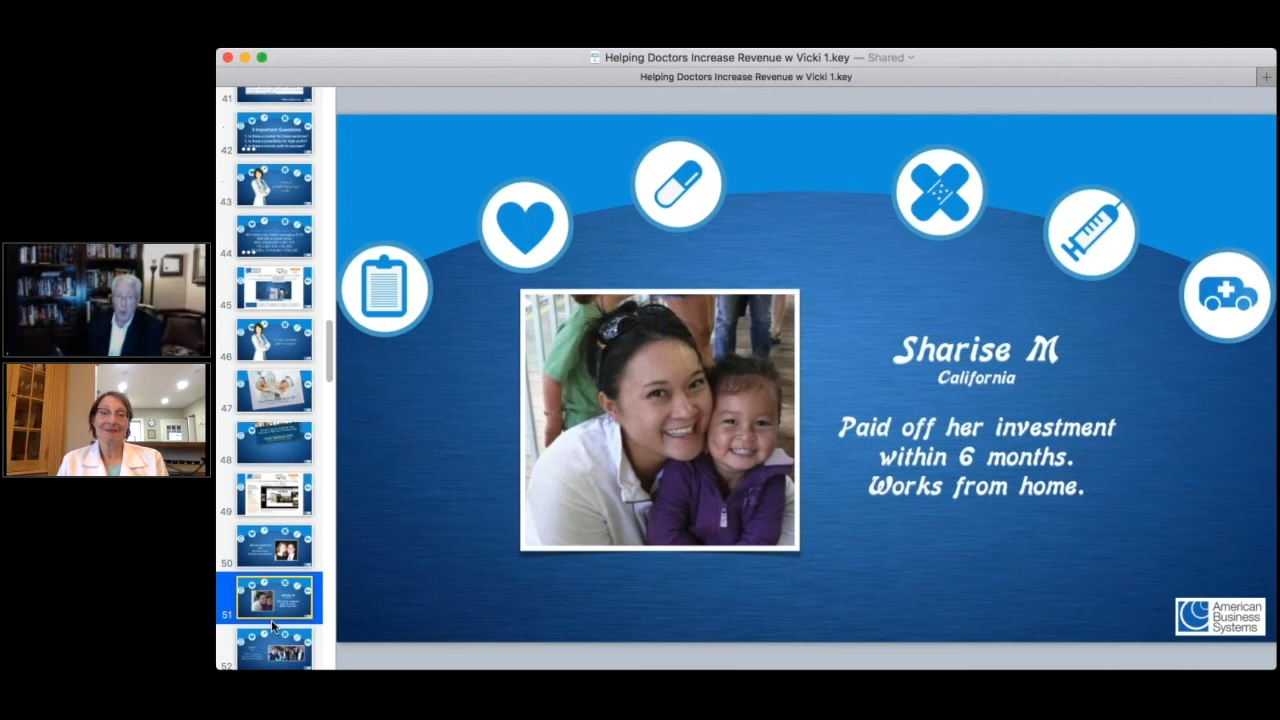 Helping Doctors Increase Revenue w Vicki 1.key — Shared
Helping Doctors Increase Revenue w Vicki 1.key
41
42
3 Important Questions
43
44
45
46
47
48
49
50
51
52
Sharise M
California
Paid off her investment
within 6 months.
Works from home.
American
Business
Systems